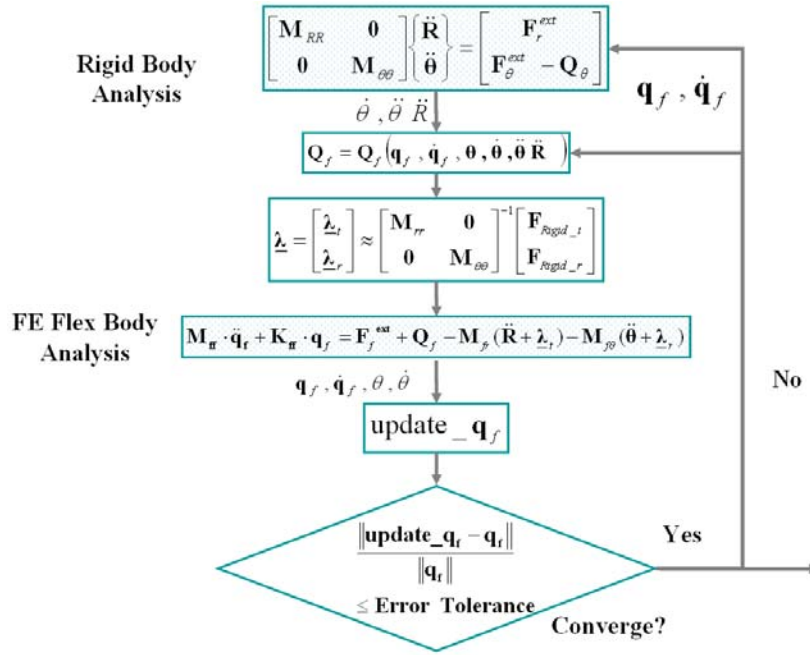 Rigid Body
Analysis
[M_RR 0; 0 M_θθ]{R̈; θ̈} = [F_r^ext; F_θ^ext − Q_θ]
q_f , q̇_f
θ̇ , θ̈ R̈
Q_f = Q_f(q_f , q̇_f , θ , θ̇ , θ̈ R̈ )
λ = [λ_t; λ_r] ≈ [M_rr 0; 0 M_θθ]^−1 [F_Rigid_t; F_Rigid_r]
FE Flex Body
Analysis
M_ff · q̈_f + K_ff · q_f = F_f^ext + Q_f − M_fr(R̈ + λ_t) − M_fθ(θ̈ + λ_r)
No
q_f , q̇_f , θ , θ̇
update _ q_f
‖update_q_f − q_f‖
‖q_f‖
≤ Error Tolerance
Yes
Converge?